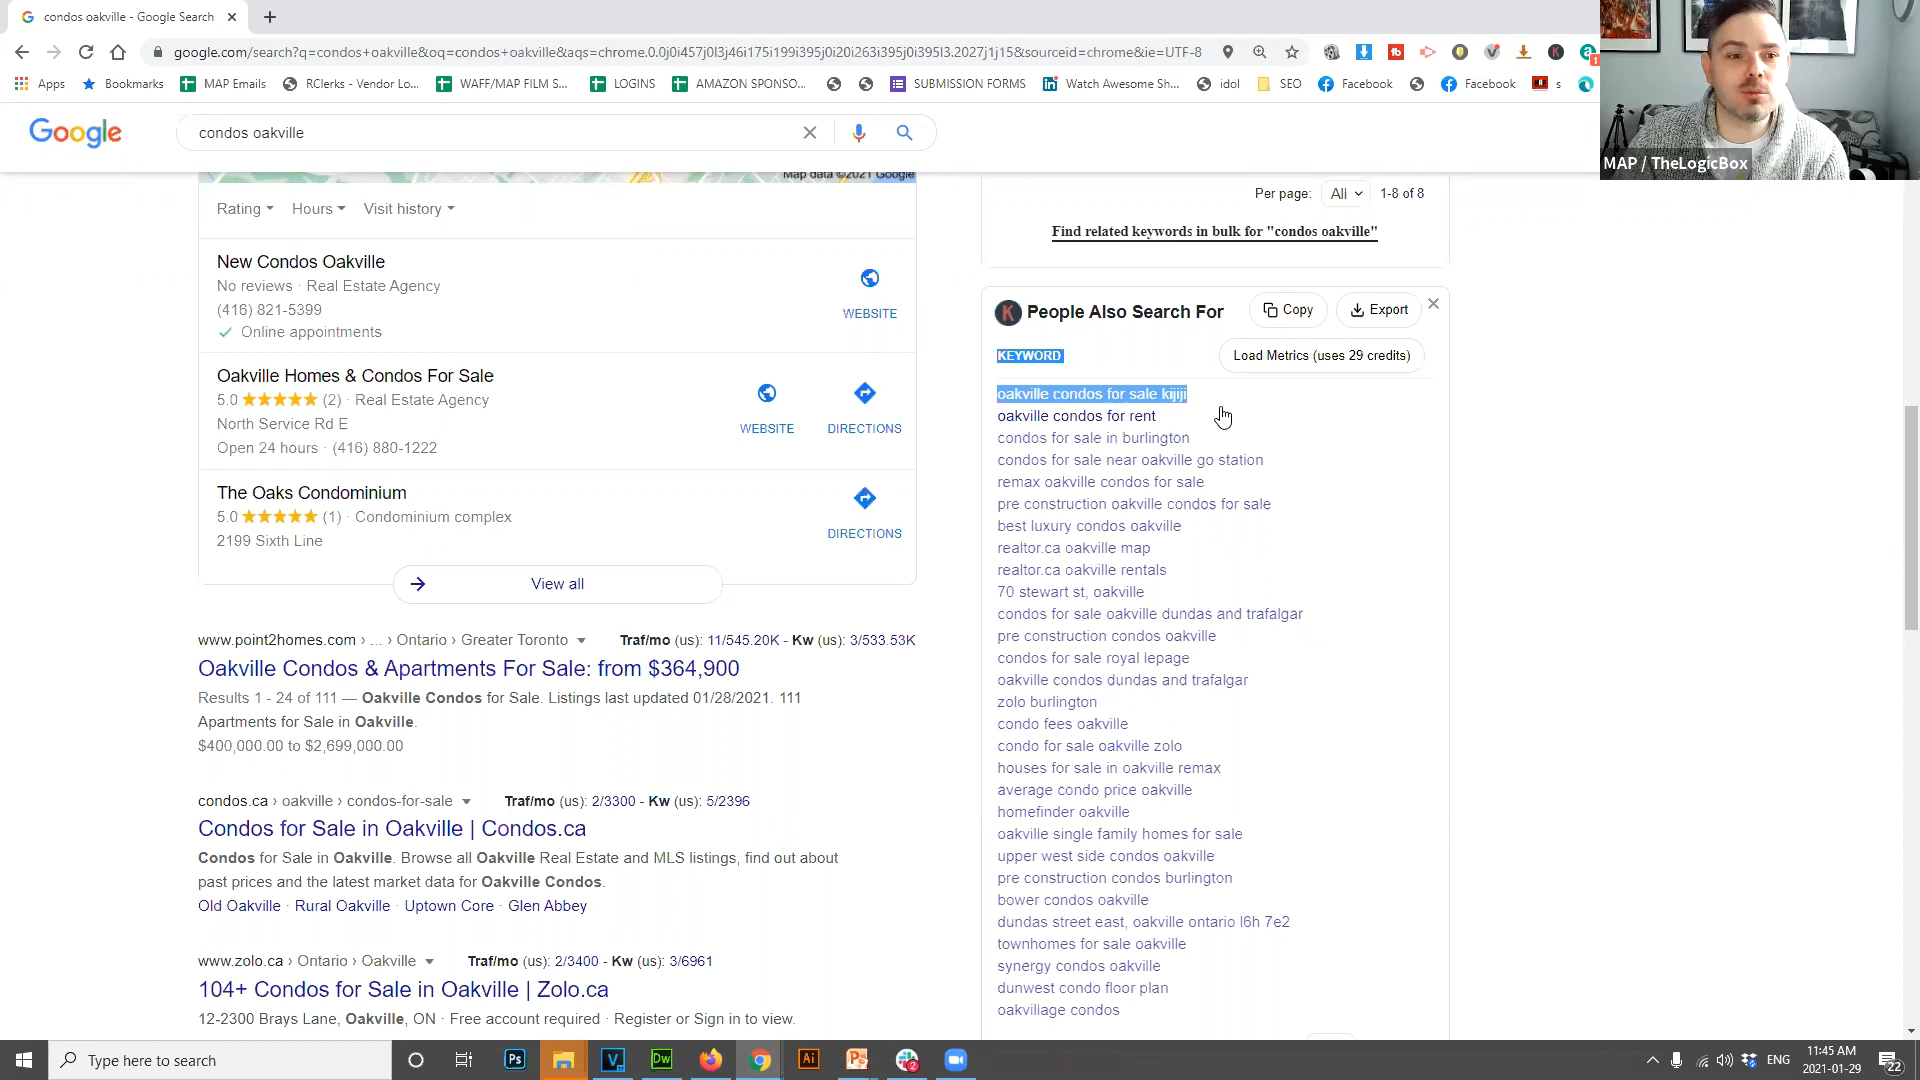 condos oakville - Google Search
google.com/search?q=condos+oakville&oq=condos+oakville&aqs=chrome.0.0j0i457j0l3j46i175i199i395j0i20i263i395j0i395l3.2027j1j15&sourceid=chrome&ie=UTF-8
Apps Bookmarks MAP Emails RClerks - Vendor Lo... WAFF/MAP FILM S... LOGINS AMAZON SPONSO... SUBMISSION FORMS Watch Awesome Sh... idol SEO Facebook Facebook s
MAP / TheLogicBox
Google
condos oakville
Map data ©2021 Google
Rating Hours Visit history
New Condos Oakville
No reviews · Real Estate Agency
(416) 821-5399
Online appointments
WEBSITE
Oakville Homes & Condos For Sale
5.0 (2) · Real Estate Agency
North Service Rd E
Open 24 hours · (416) 880-1222
WEBSITE DIRECTIONS
The Oaks Condominium
5.0 (1) · Condominium complex
2199 Sixth Line
DIRECTIONS
View all
www.point2homes.com › ... › Ontario › Greater Toronto Traf/mo (us): 11/545.20K - Kw (us): 3/533.53K
Oakville Condos & Apartments For Sale: from $364,900
Results 1 - 24 of 111 — Oakville Condos for Sale. Listings last updated 01/28/2021. 111
Apartments for Sale in Oakville.
$400,000.00 to $2,699,000.00
condos.ca › oakville › condos-for-sale Traf/mo (us): 2/3300 - Kw (us): 5/2396
Condos for Sale in Oakville | Condos.ca
Condos for Sale in Oakville. Browse all Oakville Real Estate and MLS listings, find out about
past prices and the latest market data for Oakville Condos.
Old Oakville · Rural Oakville · Uptown Core · Glen Abbey
www.zolo.ca › Ontario › Oakville Traf/mo (us): 2/3400 - Kw (us): 3/6961
104+ Condos for Sale in Oakville | Zolo.ca
12-2300 Brays Lane, Oakville, ON · Free account required · Register or Sign in to view.
Per page: All 1-8 of 8
Find related keywords in bulk for "condos oakville"
K People Also Search For Copy Export
KEYWORD Load Metrics (uses 29 credits)
oakville condos for sale kijiji
oakville condos for rent
condos for sale in burlington
condos for sale near oakville go station
remax oakville condos for sale
pre construction oakville condos for sale
best luxury condos oakville
realtor.ca oakville map
realtor.ca oakville rentals
70 stewart st, oakville
condos for sale oakville dundas and trafalgar
pre construction condos oakville
condos for sale royal lepage
oakville condos dundas and trafalgar
zolo burlington
condo fees oakville
condo for sale oakville zolo
houses for sale in oakville remax
average condo price oakville
homefinder oakville
oakville single family homes for sale
upper west side condos oakville
pre construction condos burlington
bower condos oakville
dundas street east, oakville ontario l6h 7e2
townhomes for sale oakville
synergy condos oakville
dunwest condo floor plan
oakvillage condos
Type here to search
Ps Dw Ai
ENG
11:45 AM
2021-01-29
22